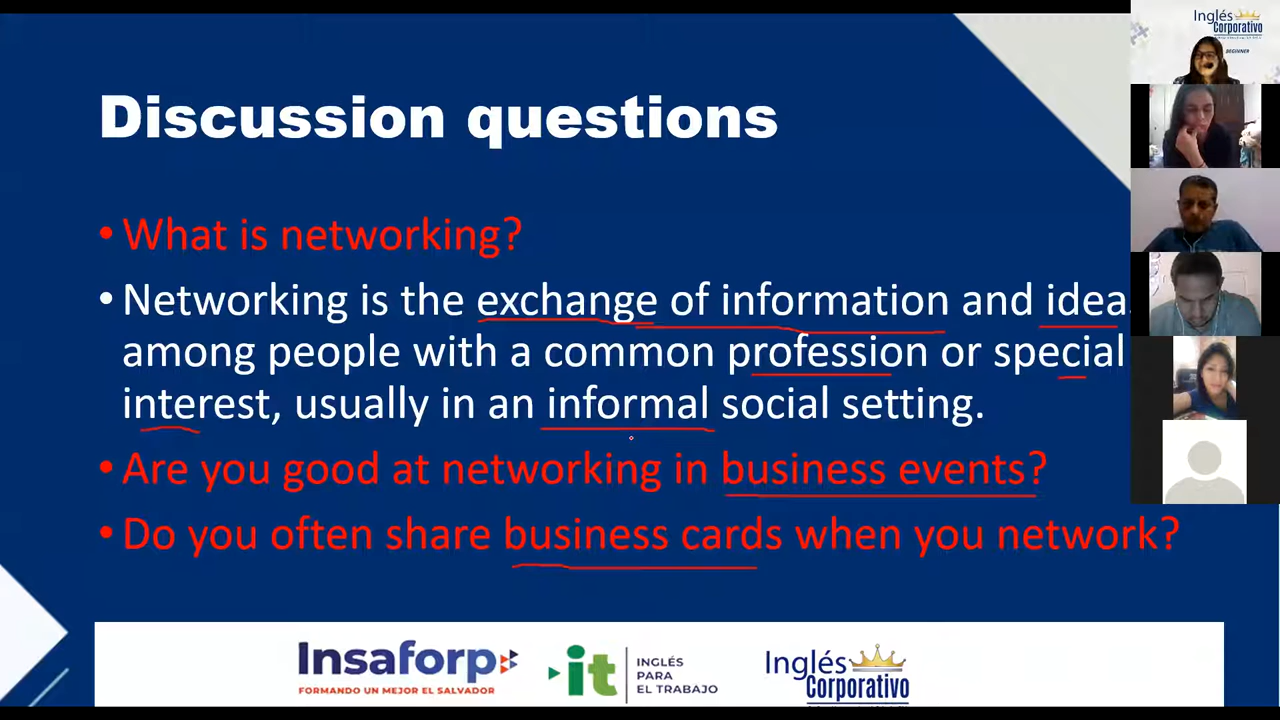 Discussion questions
• What is networking?
• Networking is the exchange of information and idea
among people with a common profession or special
interest, usually in an informal social setting.
• Are you good at networking in business events?
• Do you often share business cards when you network?
Insaforp
FORMANDO UN MEJOR EL SALVADOR
it
INGLÉS
PARA
EL TRABAJO
Inglés
Corporativo
Inglés
Corporativo
BEGINNER